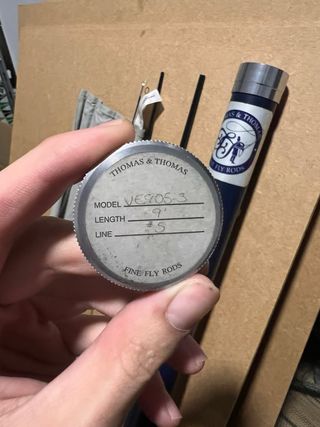 THOMAS & THOMAS
MODEL VE905-3
LENGTH 9'
LINE #5
FINE FLY RODS
THOMAS & THOMAS
FLY RODS